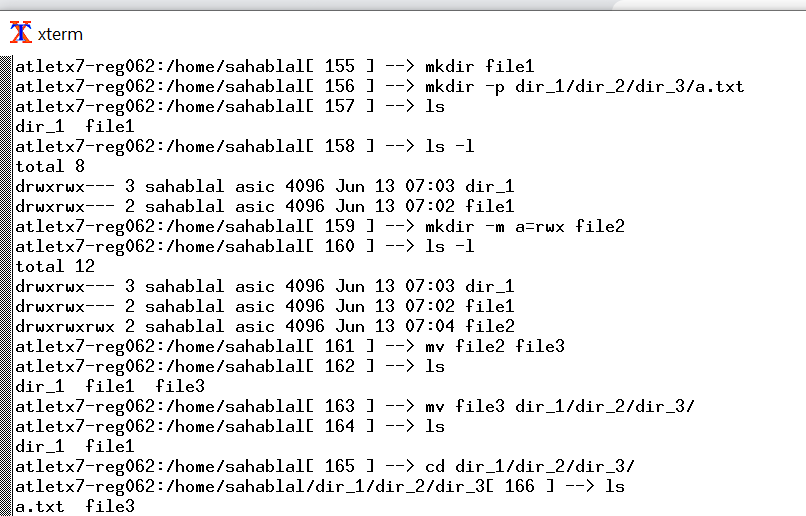 xterm
atletx7-reg062:/home/sahablal[ 155 ] --> mkdir file1
atletx7-reg062:/home/sahablal[ 156 ] --> mkdir -p dir_1/dir_2/dir_3/a.txt
atletx7-reg062:/home/sahablal[ 157 ] --> ls
dir_1  file1
atletx7-reg062:/home/sahablal[ 158 ] --> ls -l
total 8
drwxrwx--- 3 sahablal asic 4096 Jun 13 07:03 dir_1
drwxrwx--- 2 sahablal asic 4096 Jun 13 07:02 file1
atletx7-reg062:/home/sahablal[ 159 ] --> mkdir -m a=rwx file2
atletx7-reg062:/home/sahablal[ 160 ] --> ls -l
total 12
drwxrwx--- 3 sahablal asic 4096 Jun 13 07:03 dir_1
drwxrwx--- 2 sahablal asic 4096 Jun 13 07:02 file1
drwxrwxrwx 2 sahablal asic 4096 Jun 13 07:04 file2
atletx7-reg062:/home/sahablal[ 161 ] --> mv file2 file3
atletx7-reg062:/home/sahablal[ 162 ] --> ls
dir_1  file1  file3
atletx7-reg062:/home/sahablal[ 163 ] --> mv file3 dir_1/dir_2/dir_3/
atletx7-reg062:/home/sahablal[ 164 ] --> ls
dir_1  file1
atletx7-reg062:/home/sahablal[ 165 ] --> cd dir_1/dir_2/dir_3/
atletx7-reg062:/home/sahablal/dir_1/dir_2/dir_3[ 166 ] --> ls
a.txt  file3